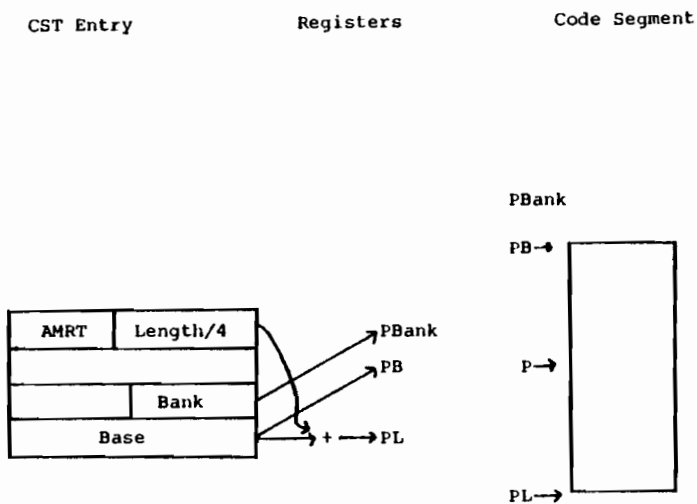 CST Entry Registers Code Segment
PBank
PB
AMRT Length/4 PBank
PB P
Bank
Base + PL
PL